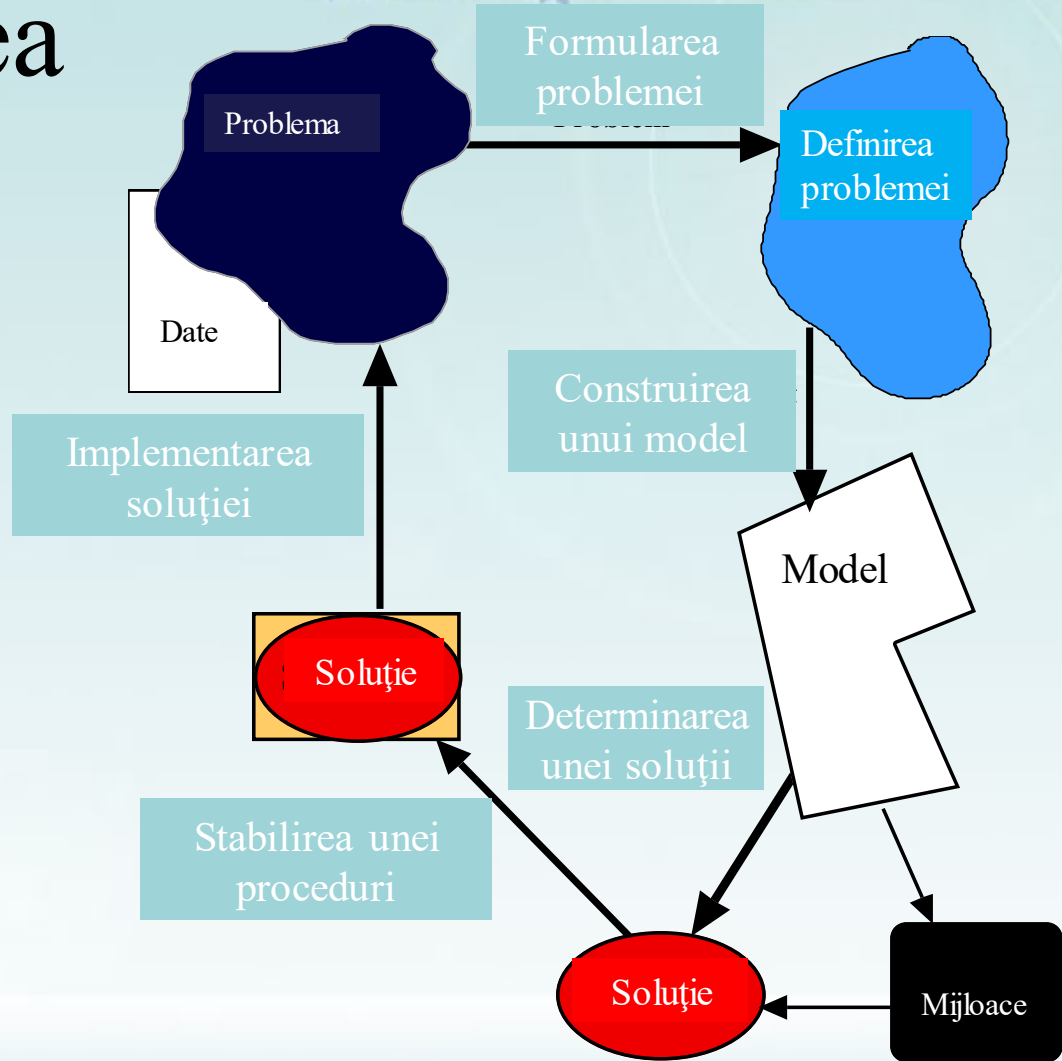 ea
Formularea
problemei
Problema
Definirea
problemei
Date
Construirea
unui model
Implementarea
soluţiei
Model
Soluţie
Determinarea
unei soluţii
Stabilirea unei
proceduri
Soluţie
Mijloace